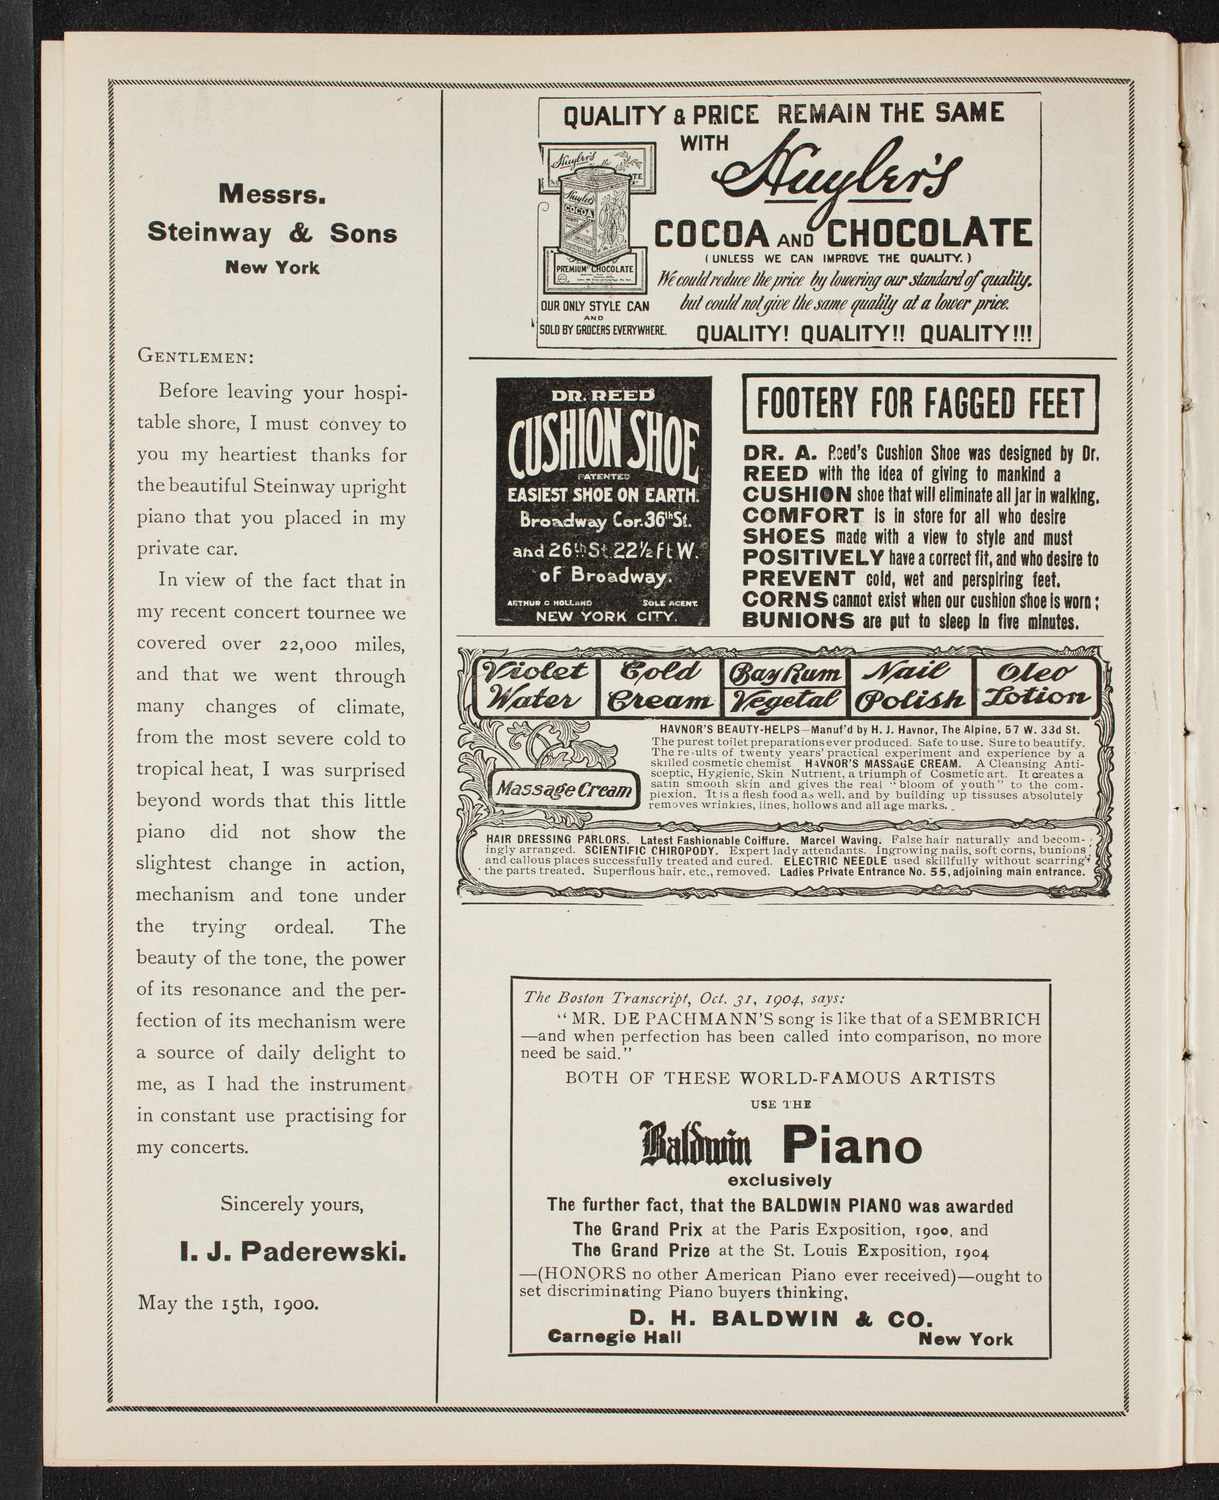 Messrs.
Steinway & Sons
New York
GENTLEMEN:
Before leaving your hospi-
table shore, I must convey to
you my heartiest thanks for
the beautiful Steinway upright
piano that you placed in my
private car.
In view of the fact that in
my recent concert tournee we
covered over 22,000 miles,
and that we went through
many changes of climate,
from the most severe cold to
tropical heat, I was surprised
beyond words that this little
piano did not show the
slightest change in action,
mechanism and tone under
the trying ordeal. The
beauty of the tone, the power
of its resonance and the per-
fection of its mechanism were
a source of daily delight to
me, as I had the instrument
in constant use practising for
my concerts.
Sincerely yours,
I. J. Paderewski.
May the 15th, 1900.
QUALITY & PRICE REMAIN THE SAME
WITH
Huyler's
COCOA AND CHOCOLATE
(UNLESS WE CAN IMPROVE THE QUALITY.)
We could reduce the price by lowering our standard of quality,
but could not give the same quality at a lower price.
QUALITY! QUALITY!! QUALITY!!!
Huyler's
Huyler's
COCOA
PREMIUM CHOCOLATE
OUR ONLY STYLE CAN
AND
SOLD BY GROCERS EVERYWHERE.
DR. REED
CUSHION SHOE
PATENTED
EASIEST SHOE ON EARTH.
Broadway Cor. 36th St.
and 26th St. 22½ ft W.
of Broadway.
ARTHUR G HOLLAND SOLE AGENT.
NEW YORK CITY.
FOOTERY FOR FAGGED FEET
DR. A. Reed's Cushion Shoe was designed by Dr.
REED with the idea of giving to mankind a
CUSHION shoe that will eliminate all jar in walking.
COMFORT is in store for all who desire
SHOES made with a view to style and must
POSITIVELY have a correct fit, and who desire to
PREVENT cold, wet and perspiring feet.
CORNS cannot exist when our cushion shoe is worn;
BUNIONS are put to sleep in five minutes.
Violet Water
Cold Cream
Bay Rum
Vegetal
Nail Polish
Oleo Lotion
Massage Cream
HAVNOR'S BEAUTY-HELPS—Manuf'd by H. J. Havnor, The Alpine, 57 W. 33d St.
The purest toilet preparations ever produced. Safe to use. Sure to beautify.
The results of twenty years' practical experiment and experience by a
skilled cosmetic chemist HAVNOR'S MASSAGE CREAM. A Cleansing Anti-
sceptic, Hygienic, Skin Nutrient, a triumph of Cosmetic art. It creates a
satin smooth skin and gives the real "bloom of youth" to the com-
plexion. It is a flesh food as well, and by building up tissuses absolutely
removes wrinkles, lines, hollows and all age marks.
HAIR DRESSING PARLORS. Latest Fashionable Coiffure. Marcel Waving. False hair naturally and becom-
ingly arranged. SCIENTIFIC CHIROPODY. Expert lady attendants. Ingrowing nails, soft corns, bunions
and callous places successfully treated and cured. ELECTRIC NEEDLE used skillfully without scarring
the parts treated. Superflous hair, etc., removed. Ladies Private Entrance No. 55, adjoining main entrance.
The Boston Transcript, Oct. 31, 1904, says:
"MR. DE PACHMANN'S song is like that of a SEMBRICH
—and when perfection has been called into comparison, no more
need be said."
BOTH OF THESE WORLD-FAMOUS ARTISTS
USE THE
Baldwin Piano
exclusively
The further fact, that the BALDWIN PIANO was awarded
The Grand Prix at the Paris Exposition, 1900, and
The Grand Prize at the St. Louis Exposition, 1904
—(HONORS no other American Piano ever received)—ought to
set discriminating Piano buyers thinking,
D. H. BALDWIN & CO.
Carnegie Hall New York